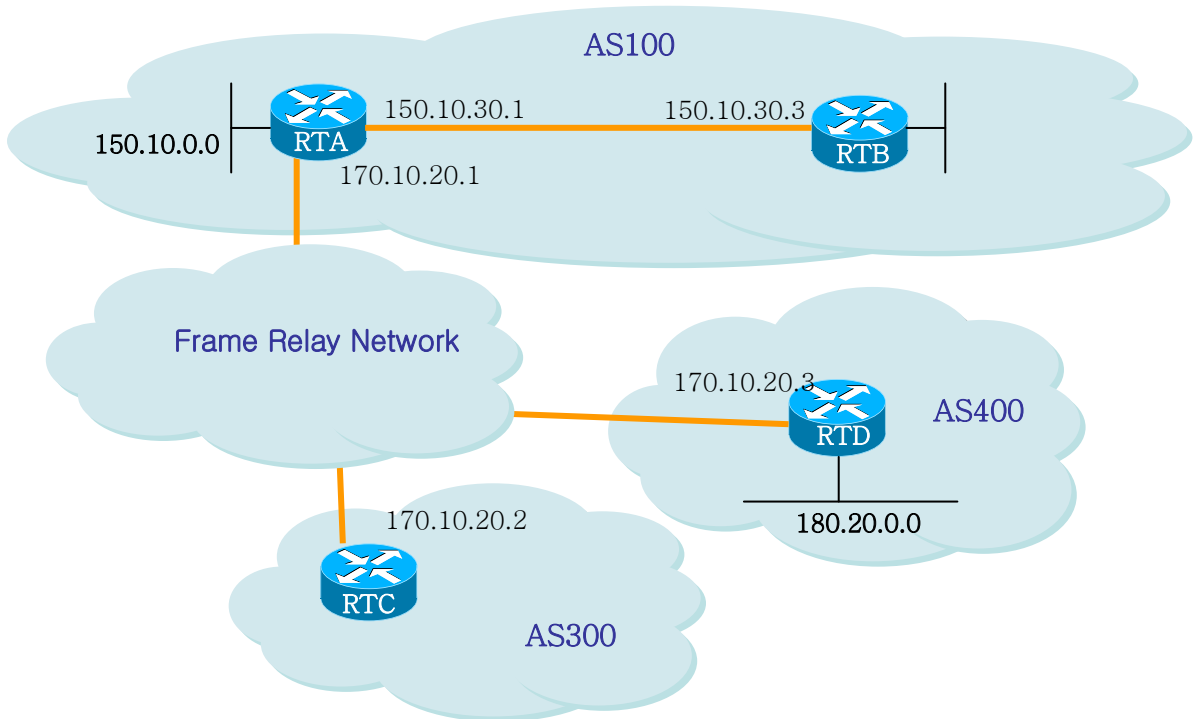 AS100
150.10.30.1
150.10.30.3
150.10.0.0
RTA
RTB
170.10.20.1
Frame Relay Network
170.10.20.3
AS400
RTD
170.10.20.2
180.20.0.0
RTC
AS300